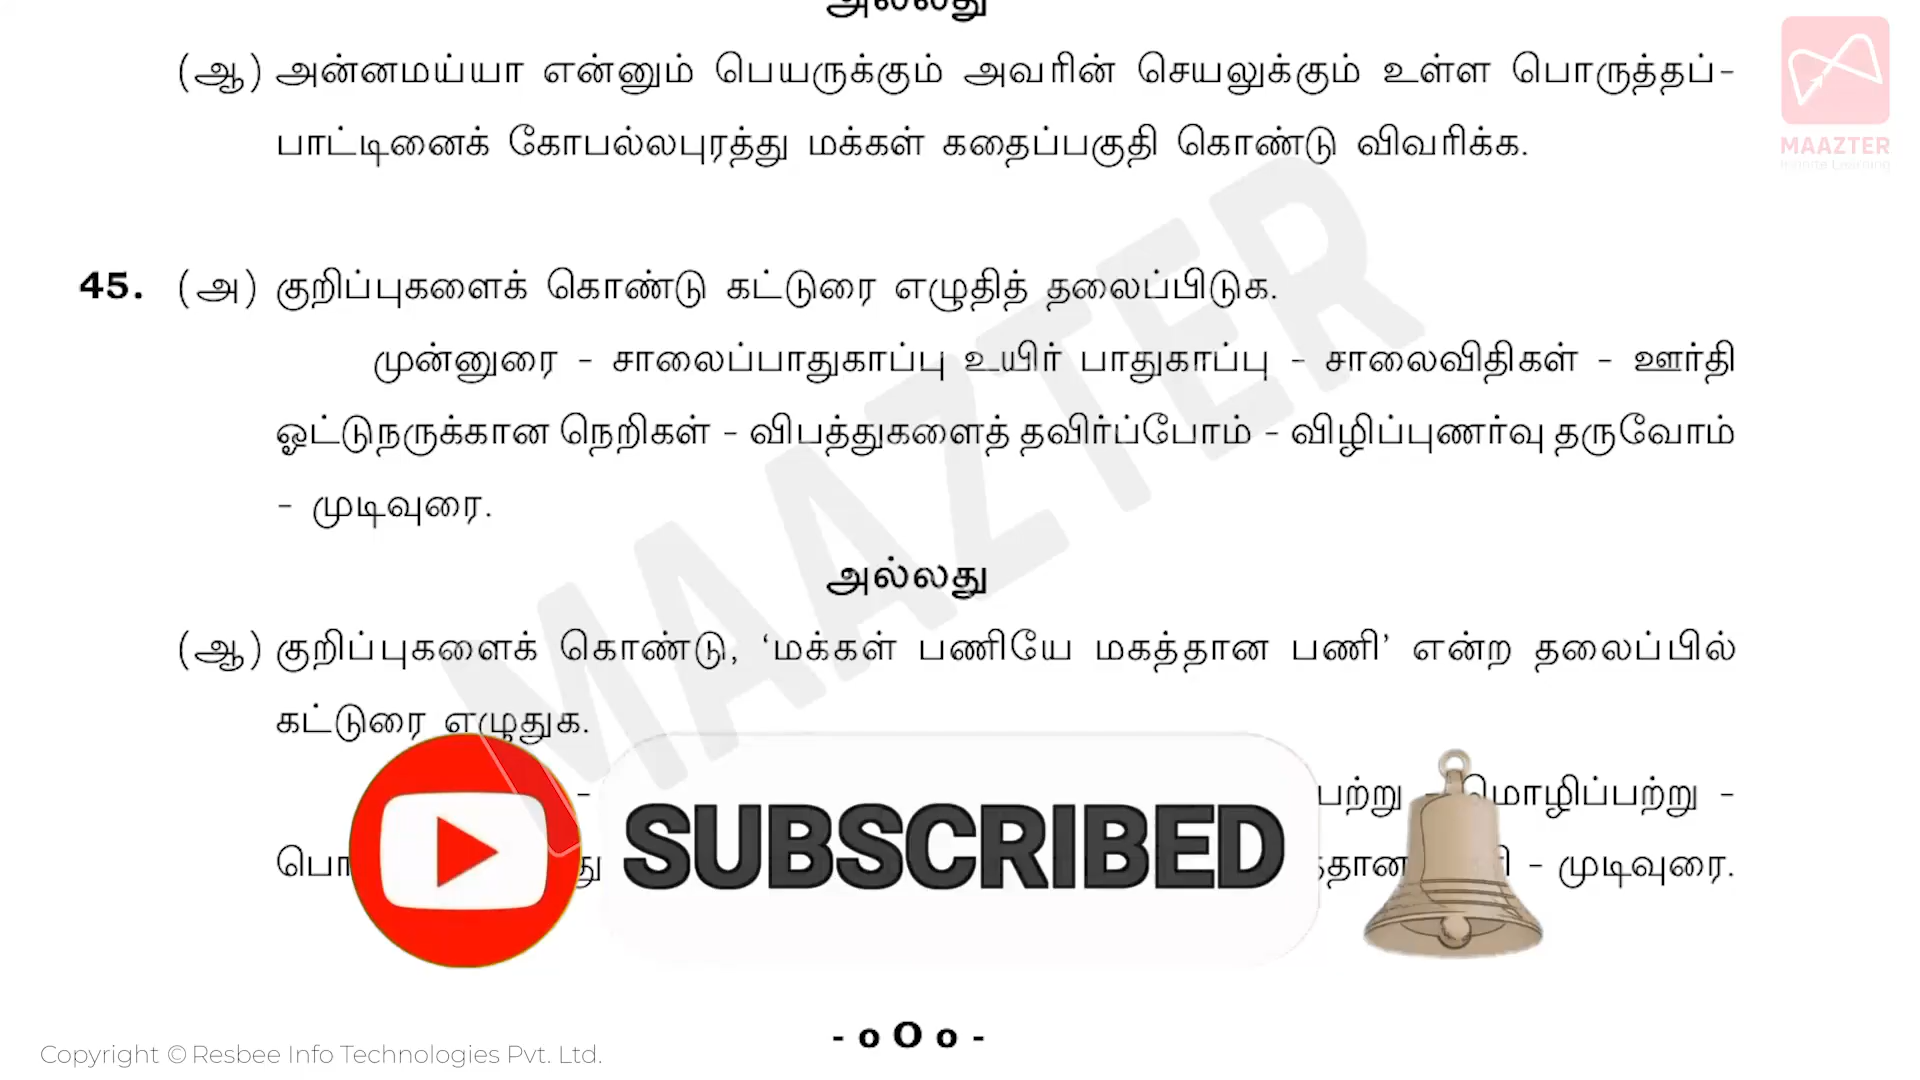 அல்லது
(ஆ) அன்னமய்யா என்னும் பெயருக்கும் அவரின் செயலுக்கும் உள்ள பொருத்தப்-
பாட்டினைக் கோபல்லபுரத்து மக்கள் கதைப்பகுதி கொண்டு விவரிக்க.
MAAZTER
Infinite Learning
45. (அ) குறிப்புகளைக் கொண்டு கட்டுரை எழுதித் தலைப்பிடுக.
முன்னுரை - சாலைப்பாதுகாப்பு உயிர் பாதுகாப்பு - சாலைவிதிகள் - ஊர்தி
ஓட்டுநருக்கான நெறிகள் - விபத்துகளைத் தவிர்ப்போம் - விழிப்புணர்வு தருவோம்
- முடிவுரை.
MAAZTER
அல்லது
(ஆ) குறிப்புகளைக் கொண்டு, ‘மக்கள் பணியே மகத்தான பணி’ என்ற தலைப்பில்
கட்டுரை எழுதுக.
- பற்று - மொழிப்பற்று -
SUBSCRIBED
- முடிவுரை.
- o O o -
Copyright © Resbee Info Technologies Pvt. Ltd.